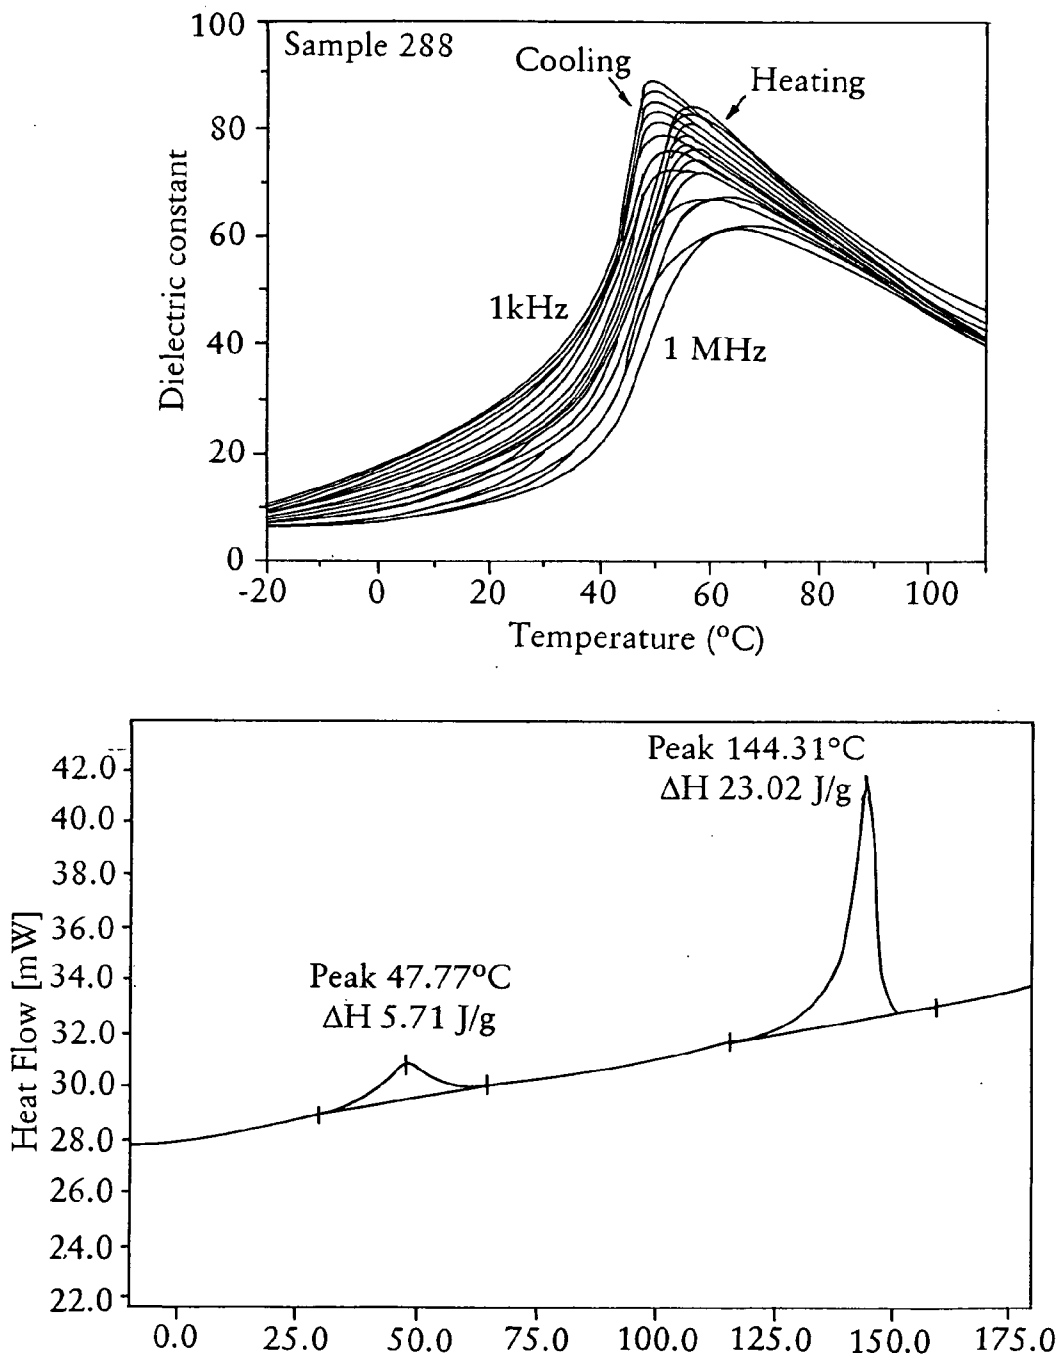 100
Sample 288
Cooling
Heating
80
Dielectric constant
60
1kHz
1 MHz
40
20
0
-20 0 20 40 60 80 100
Temperature (ºC)
Peak 144.31ºC
ΔH 23.02 J/g
42.0
40.0
38.0
36.0
34.0
32.0
30.0
28.0
26.0
24.0
22.0
Heat Flow [mW]
Peak 47.77ºC
ΔH 5.71 J/g
0.0 25.0 50.0 75.0 100.0 125.0 150.0 175.0